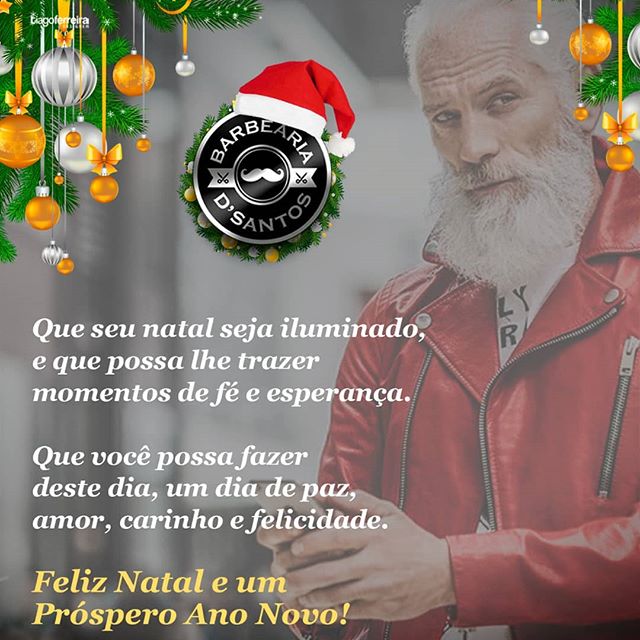 tiagoferreira
DESIGNER
BARBEARIA
D'SANTOS
Que seu natal seja iluminado,
e que possa lhe trazer
momentos de fé e esperança.
Que você possa fazer
deste dia, um dia de paz,
amor, carinho e felicidade.
Feliz Natal e um
Próspero Ano Novo!